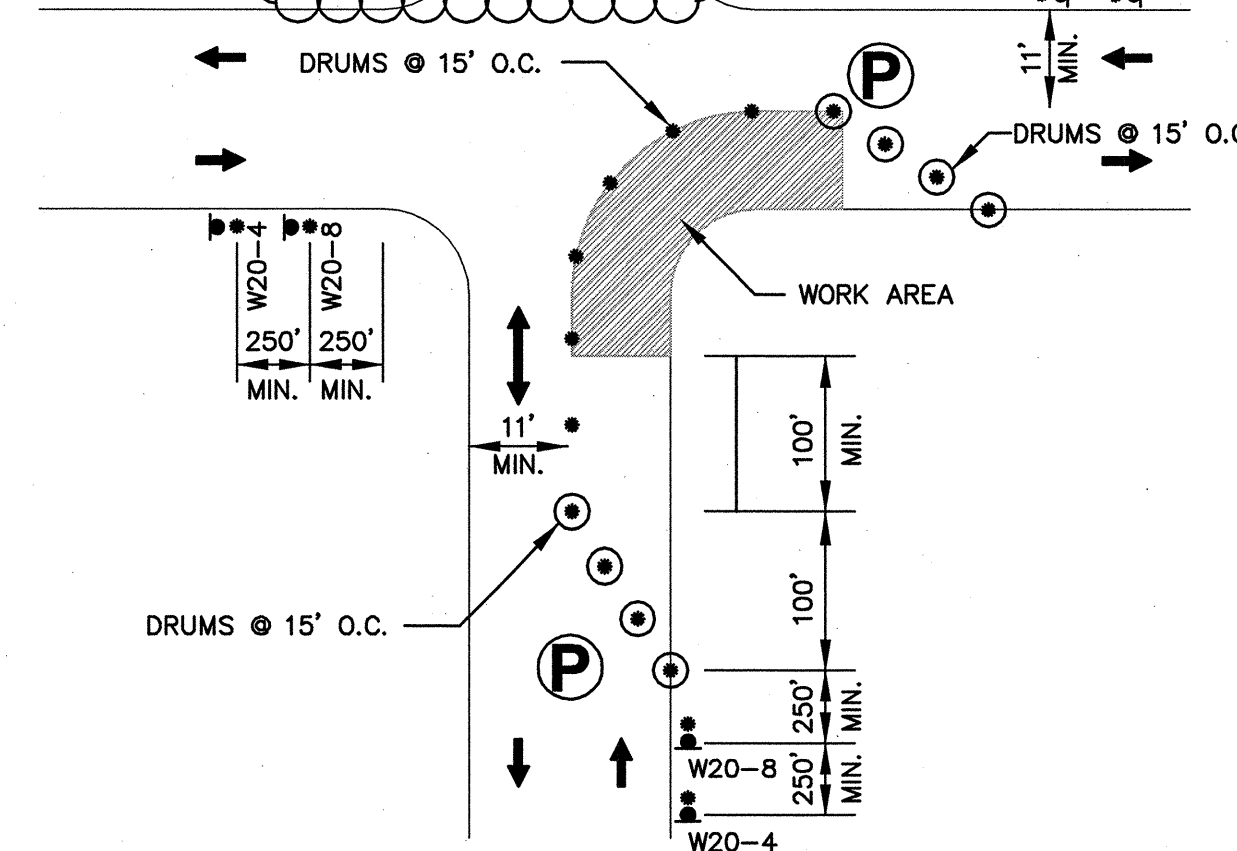 DRUMS @ 15' O.C.
P
11'
MIN.
DRUMS @ 15' O.
W20-4
W20-8
250'
250'
MIN.
MIN.
WORK AREA
11'
MIN.
100'
MIN.
100'
DRUMS @ 15' O.C.
P
250'
MIN.
W20-8
250'
MIN.
W20-4